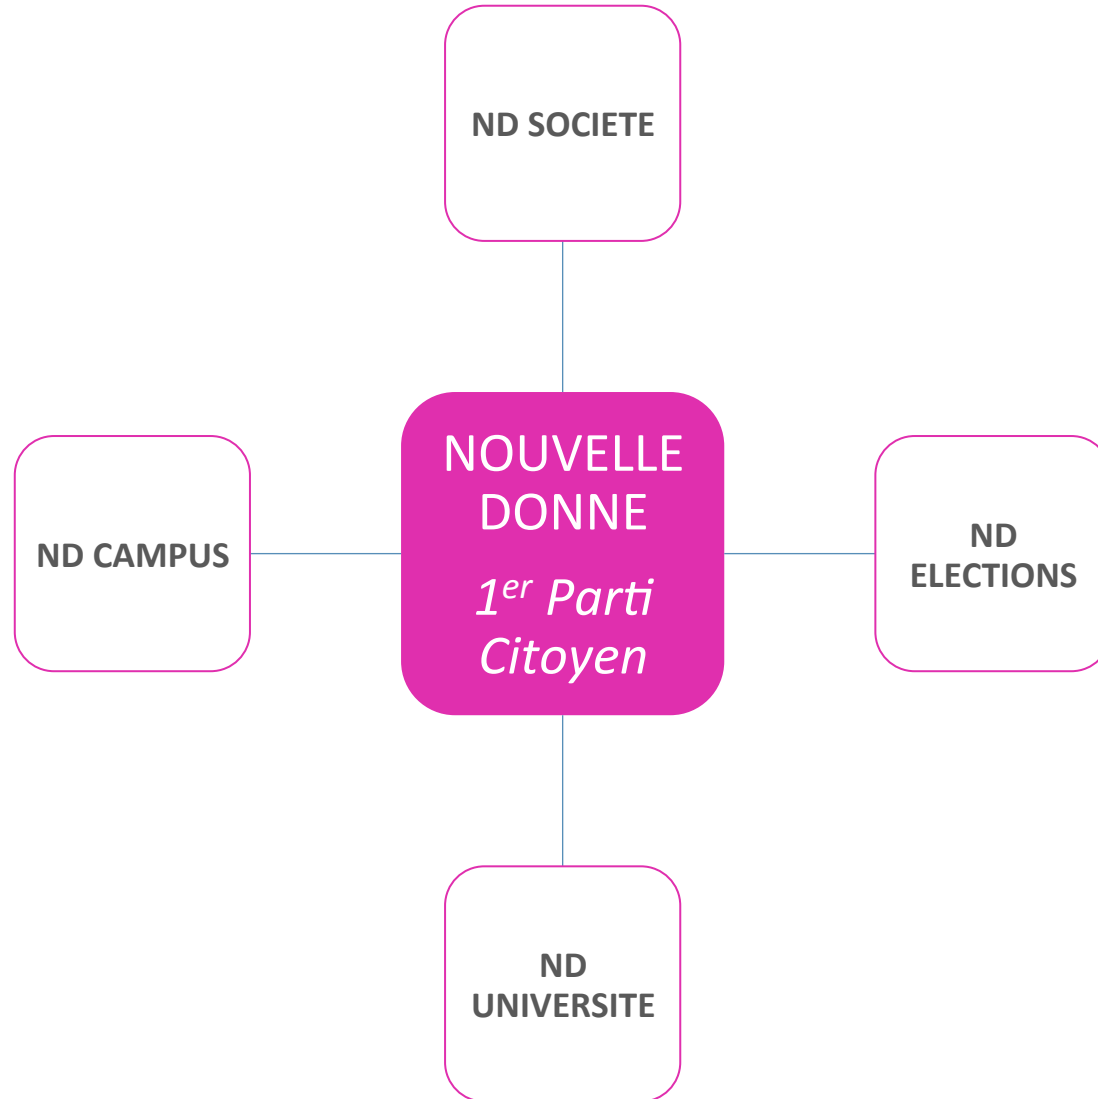 ND SOCIETE
NOUVELLE
DONNE
1er Parti
Citoyen
ND CAMPUS
ND
ELECTIONS
ND
UNIVERSITE